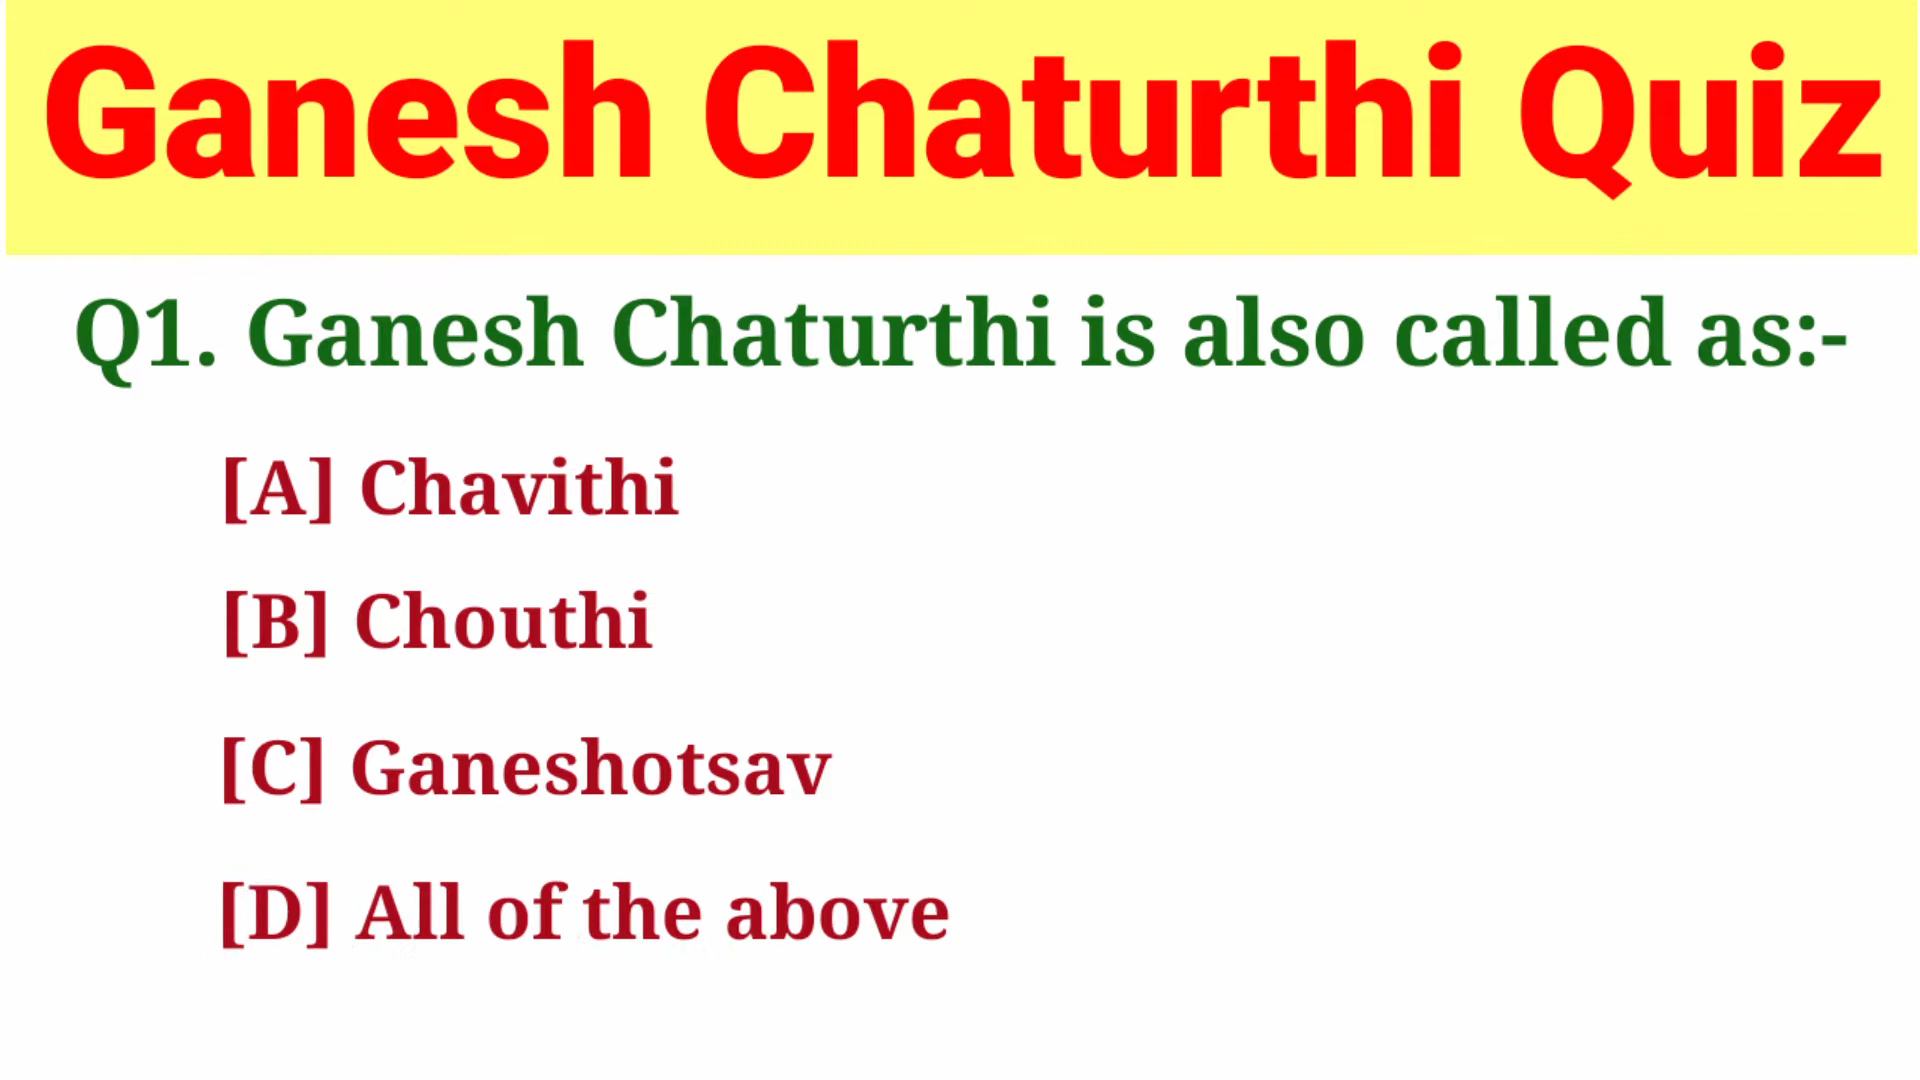 Ganesh Chaturthi Quiz
Q1. Ganesh Chaturthi is also called as:-
[A] Chavithi
[B] Chouthi
[C] Ganeshotsav
[D] All of the above